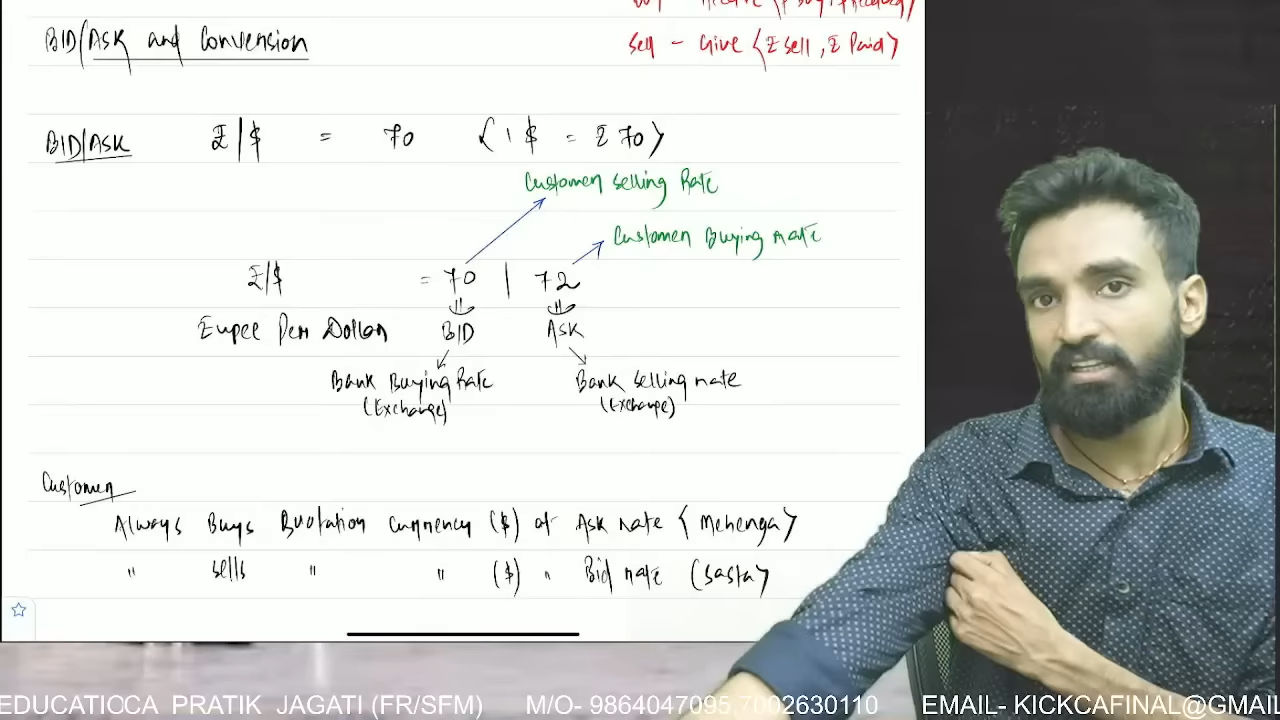 BID/ASK and Conversion
Sell - Give (₹ Sell, ₹ Paid)
BID/ASK ₹/$ = 70 (1 $ = ₹ 70)
Customer Selling Rate
Customer Buying rate
₹/$ = 70 | 72
Rupee Per Dollar BID ASK
Bank Buying Rate Bank Selling rate
(Exchange) (Exchange)
Customer
Always Buys Quotation Currency ($) at Ask rate (Mehenga)
" sells " " ($) " Bid rate (Sasta)
EDUCATICCA PRATIK JAGATI (FR/SFM) M/O- 9864047095,7002630110 EMAIL- KICKCAFINAL@GMAIL